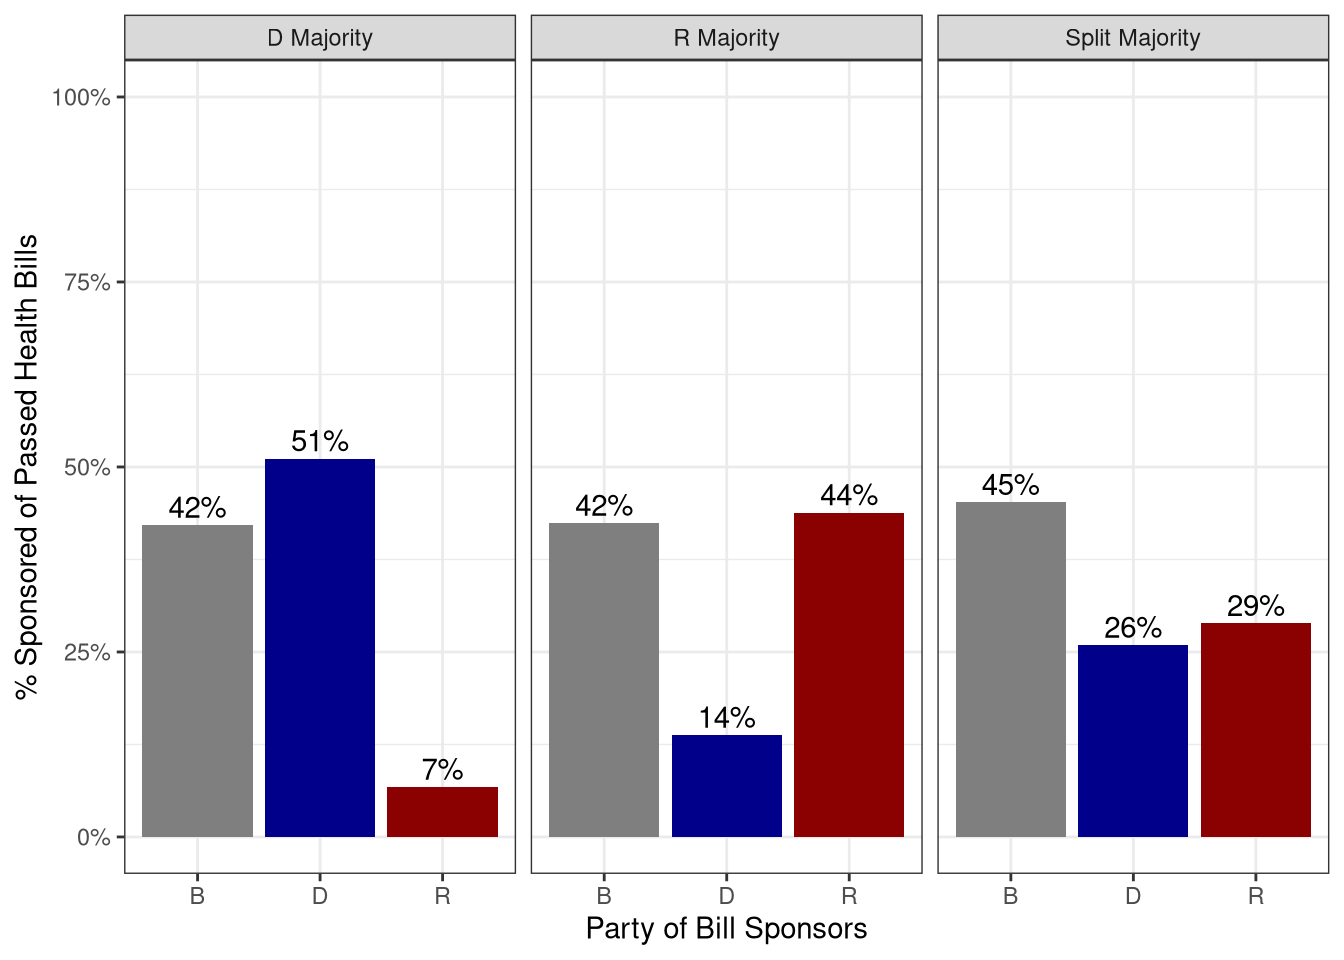 D Majority
R Majority
Split Majority
% Sponsored of Passed Health Bills
100%
75%
50%
25%
0%
42%
51%
7%
42%
14%
44%
45%
26%
29%
B D R
B D R
B D R
Party of Bill Sponsors